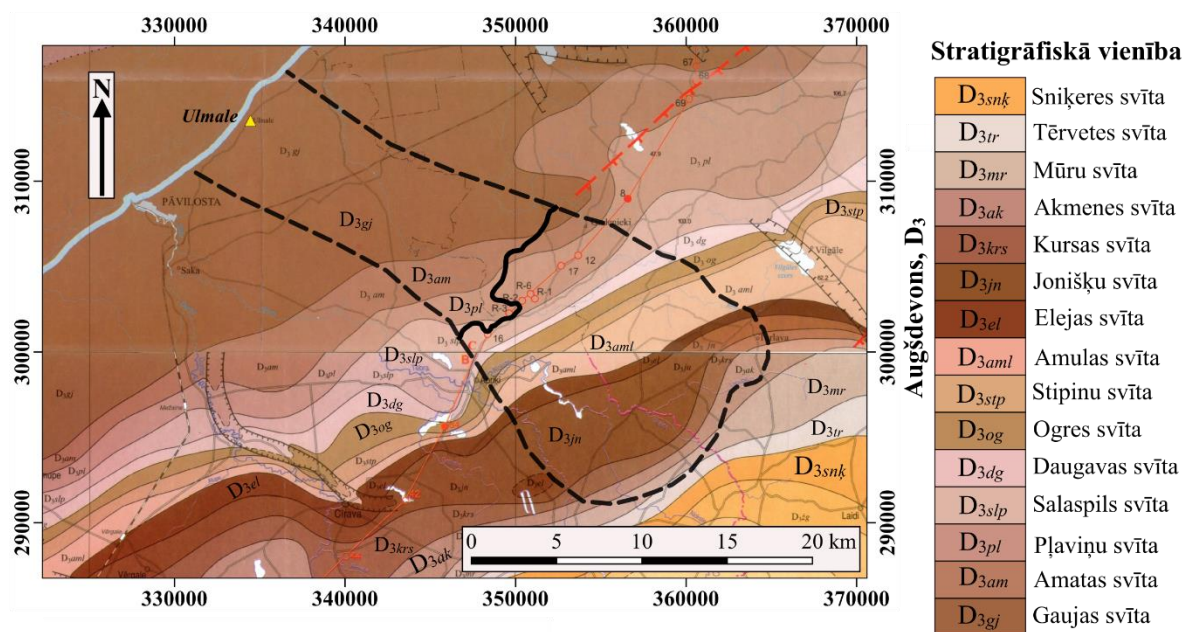 330000 340000 350000 360000 370000
Stratigrāfiskā vienība
N
Ulmale
310000
300000
290000
310000
300000
290000
PĀVILOSTA
Saka
Cīrava
Laidi
67
68
69
8
12
17
R-6
R-1
R-2
R-3
16
C
B
D3gj
D3am
D3pl
D3slp
D3dg
D3og
D3el
D3krs
D3ak
D3jn
D3aml
D3stp
D3mr
D3tr
D3snķ
0 5 10 15 20 km
330000 340000 350000 360000 370000
Augšdevons, D3
D3snķ Sniķeres svīta
D3tr Tērvetes svīta
D3mr Mūru svīta
D3ak Akmenes svīta
D3krs Kursas svīta
D3jn Jonišķu svīta
D3el Elejas svīta
D3aml Amulas svīta
D3stp Stipinu svīta
D3og Ogres svīta
D3dg Daugavas svīta
D3slp Salaspils svīta
D3pl Pļaviņu svīta
D3am Amatas svīta
D3gj Gaujas svīta